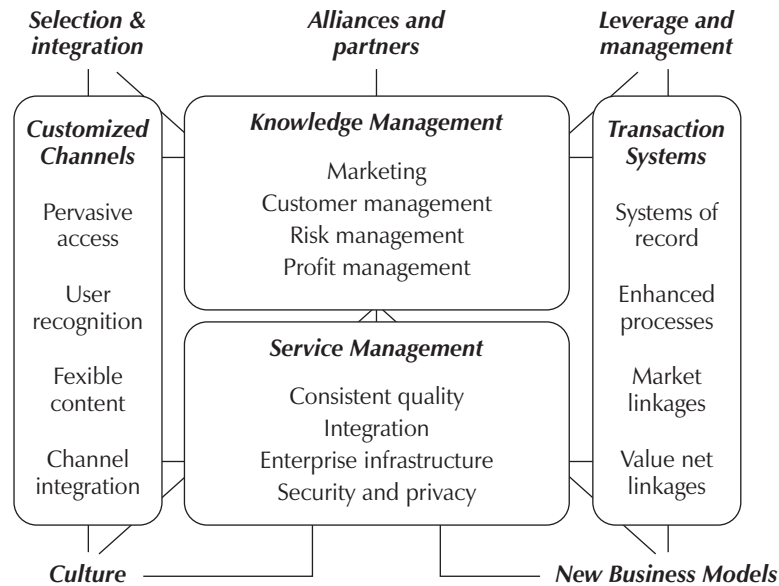 Selection &
integration
Alliances and
partners
Leverage and
management
Customized
Channels
Pervasive
access
User
recognition
Fexible
content
Channel
integration
Knowledge Management
Marketing
Customer management
Risk management
Profit management
Service Management
Consistent quality
Integration
Enterprise infrastructure
Security and privacy
Transaction
Systems
Systems of
record
Enhanced
processes
Market
linkages
Value net
linkages
Culture
New Business Models